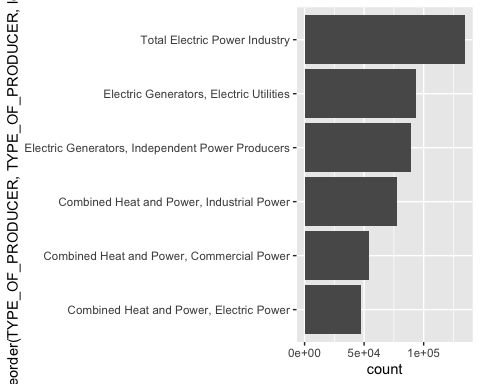 eorder(TYPE_OF_PRODUCER, TYPE_OF_PRODUCER,
Total Electric Power Industry
Electric Generators, Electric Utilities
Electric Generators, Independent Power Producers
Combined Heat and Power, Industrial Power
Combined Heat and Power, Commercial Power
Combined Heat and Power, Electric Power
0e+00 5e+04 1e+05
count